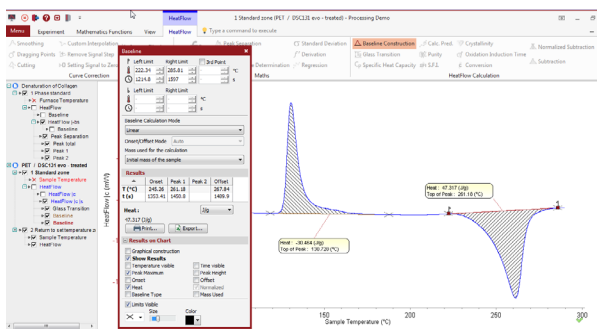 HeatFlow
1 Standard zone (PET / DSC131 evo - treated) - Processing Demo
Menu Experiment Mathematics Functions View HeatFlow Type a command to execute
Smoothing Custom Interpolation Peak Separation Standard Deviation Baseline Construction Calc. Pred. Crystallinity Normalized Subtraction
Dragging Points Remove Signal Step Derivation Glass Transition Purity Oxidation Induction Time
Cutting Setting Signal to Zero Determination Regression Specific Heat Capacity S.F.I. Conversion Subtraction
Curve Correction Maths HeatFlow Calculation
Denaturation of Collagen
1 Phase standard
Furnace Temperature
HeatFlow
Baseline
HeatFlow
Baseline
Peak Separation
Peak total
Peak 1
Peak 2
PET / DSC131 evo - treated
1 Standard zone
Sample Temperature
HeatFlow
HeatFlow |c
HeatFlow |c |s
Glass Transition
Baseline
Baseline
2 Return to set temperature
Sample Temperature
HeatFlow
Baseline
Left Limit Right Limit 3rd Point
222.34 285.81 °C
1214.8 1597 s
Left Limit Right Limit
°C
s
Baseline Calculation Mode
Linear
Onset/Offset Mode Auto
Mass used for the calculation
Initial mass of the sample
Results
Onset Peak 1 Peak 2 Offset
T (°C) 245.26 261.18 267.84
t (s) 1353.41 1450.8 1489.9
Heat : J/g
47.317 (J/g)
Print... Export...
Results on Chart
Graphical construction
Show Results
Temperature visible Time visible
Peak Maximum Peak Height
Onset Offset
Heat Normalized
Baseline Type Mass Used
Limits Visible
Size Color
HeatFlow |c (mW)
Heat : 47.317 (J/g)
Top of Peak : 261.18 (°C)
Heat : -30.464 (J/g)
Top of Peak : 130.720 (°C)
150 200 250 300
Sample Temperature (°C)